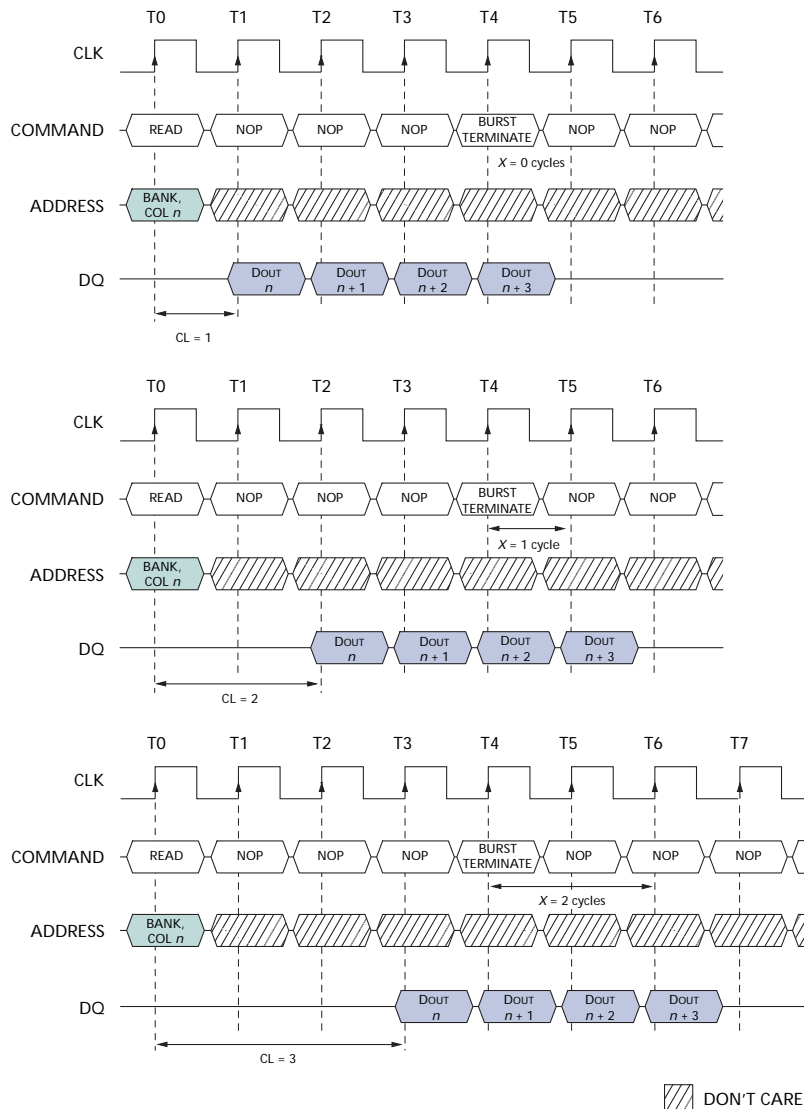 T0 T1 T2 T3 T4 T5 T6
CLK
COMMAND READ NOP NOP NOP BURST TERMINATE NOP NOP
X = 0 cycles
ADDRESS BANK, COL n
DQ DOUT n DOUT n + 1 DOUT n + 2 DOUT n + 3
CL = 1
T0 T1 T2 T3 T4 T5 T6
CLK
COMMAND READ NOP NOP NOP BURST TERMINATE NOP NOP
X = 1 cycle
ADDRESS BANK, COL n
DQ DOUT n DOUT n + 1 DOUT n + 2 DOUT n + 3
CL = 2
T0 T1 T2 T3 T4 T5 T6 T7
CLK
COMMAND READ NOP NOP NOP BURST TERMINATE NOP NOP NOP
X = 2 cycles
ADDRESS BANK, COL n
DQ DOUT n DOUT n + 1 DOUT n + 2 DOUT n + 3
CL = 3
DON'T CARE